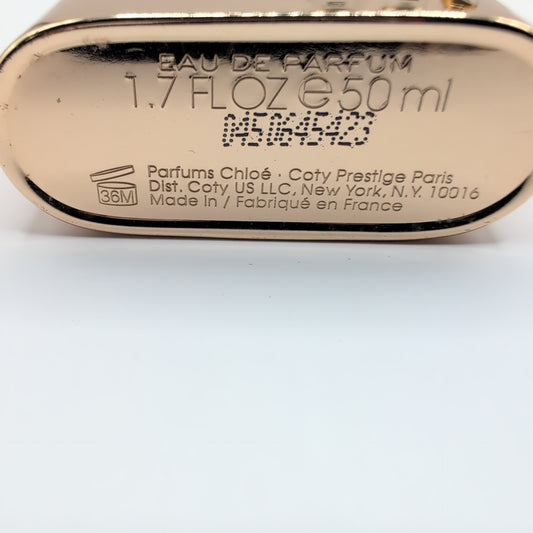 EAU DE PARFUM
1.7 FL OZ ℮ 50 ml
0450645423
36M
Parfums Chloé · Coty Prestige Paris
Dist. Coty US LLC, New York, N.Y. 10016
Made in / Fabriqué en France